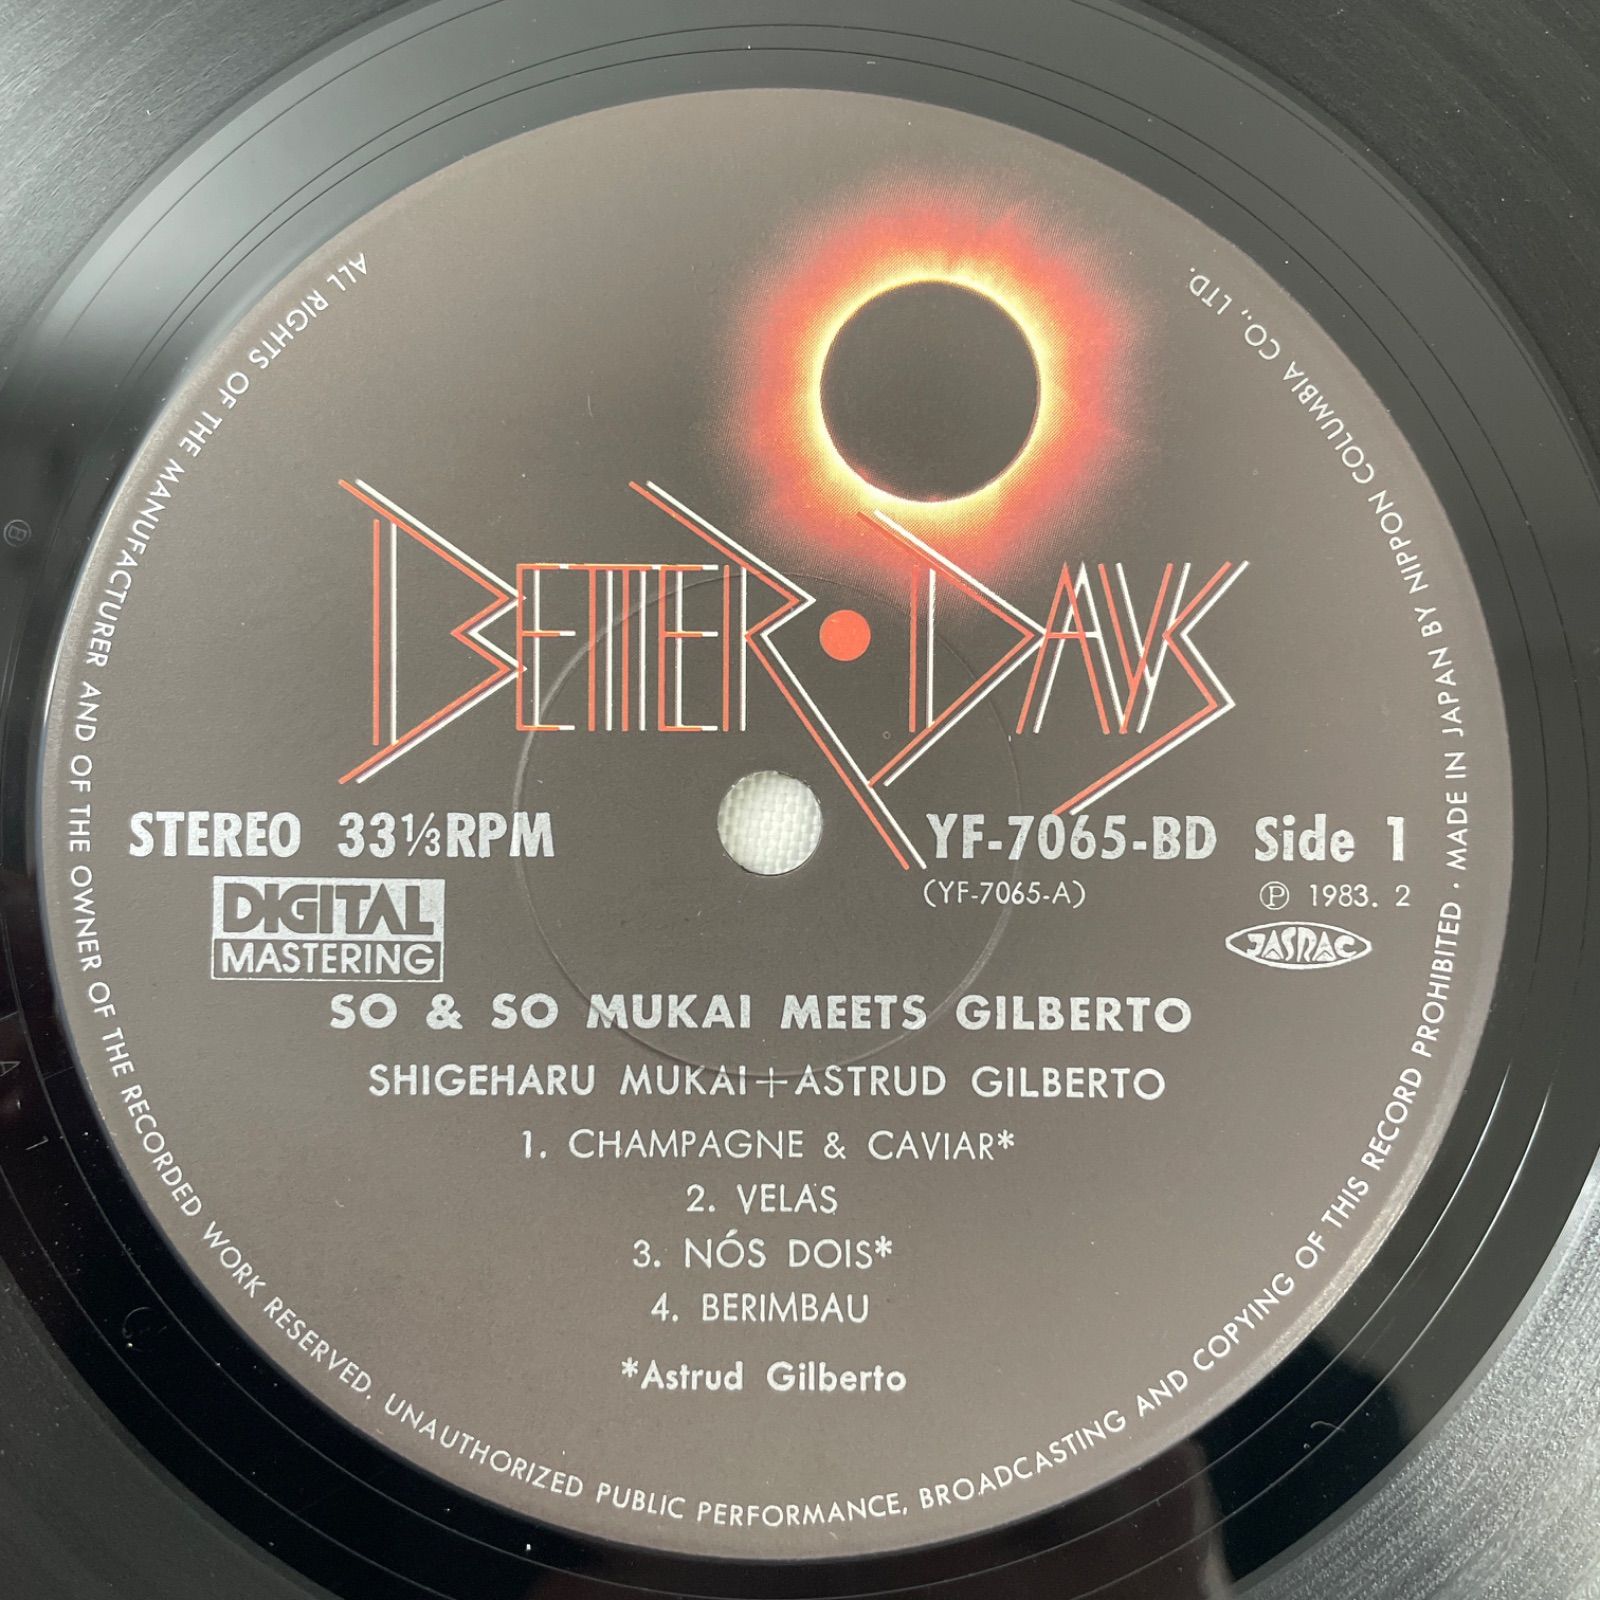 BETTER • DAYS
STEREO 33⅓RPM
YF-7065-BD Side 1
(YF-7065-A)
Ⓟ 1983. 2
DIGITAL
MASTERING
JASRAC
SO & SO MUKAI MEETS GILBERTO
SHIGEHARU MUKAI+ASTRUD GILBERTO
1. CHAMPAGNE & CAVIAR*
2. VELAS
3. NÓS DOIS*
4. BERIMBAU
*Astrud Gilberto
ALL RIGHTS OF THE MANUFACTURER AND OF THE OWNER OF THE RECORDED WORK RESERVED. UNAUTHORIZED PUBLIC PERFORMANCE, BROADCASTING AND COPYING OF THIS RECORD PROHIBITED · MADE IN JAPAN BY NIPPON COLUMBIA CO., LTD.